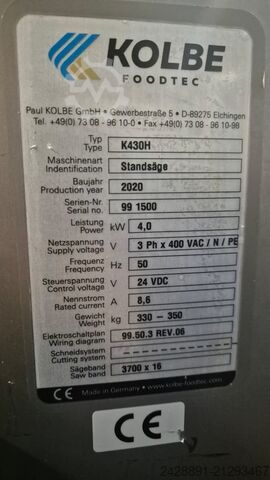 KOLBE
FOODTEC
Paul KOLBE GmbH • Gewerbestraße 5 • D-89275 Elchingen
Tel. +49(0) 73 08 - 96 10-0 • Fax +49(0) 73 08 - 96 10-98
Typ
Type K430H
Maschinenart
Indentification Standsäge
Baujahr
Production year 2020
Serien-Nr.
Serial no. 99 1500
Leistung
Power kW 4,0
Netzspannung
Supply voltage V 3 Ph x 400 VAC / N / PE
Frequenz
Frequency Hz 50
Steuerspannung
Control voltage V 24 VDC
Nennstrom
Rated current A 8,6
Gewicht
Weight kg 330 – 350
Elektroschaltplan
Wiring diagram 99.50.3 REV.06
Schneidsystem
Cutting system -----
Sägeband
Saw band 3700 x 16
CE Made in Germany • www.kolbe-foodtec.com
CE
2428891-21293467